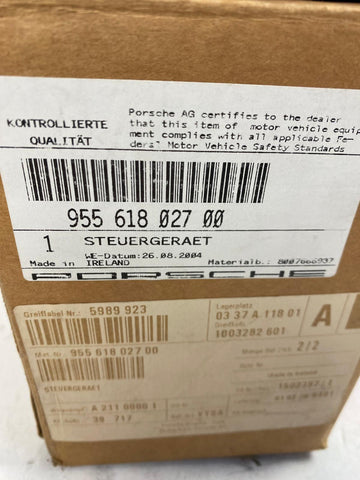 KONTROLLIERTE
QUALITÄT
Porsche AG certifies to the dealer
that this item of motor vehicle equip-
ment complies with all applicable Fe-
deral Motor Vehicle Safety Standards
955 618 027 00
1 STEUERGERAET
WE-Datum:26.08.2004
Made in IRELAND
Materialb.: 8007666937
PORSCHE
Greiflabel Nr.: 5989 923
Lagerplatz
03 37 A 118 01
1003282 601
A
Mat.-Nr. 955 618 027 00
2/2
STEUERGERAET
A 211 0000 1
39 717